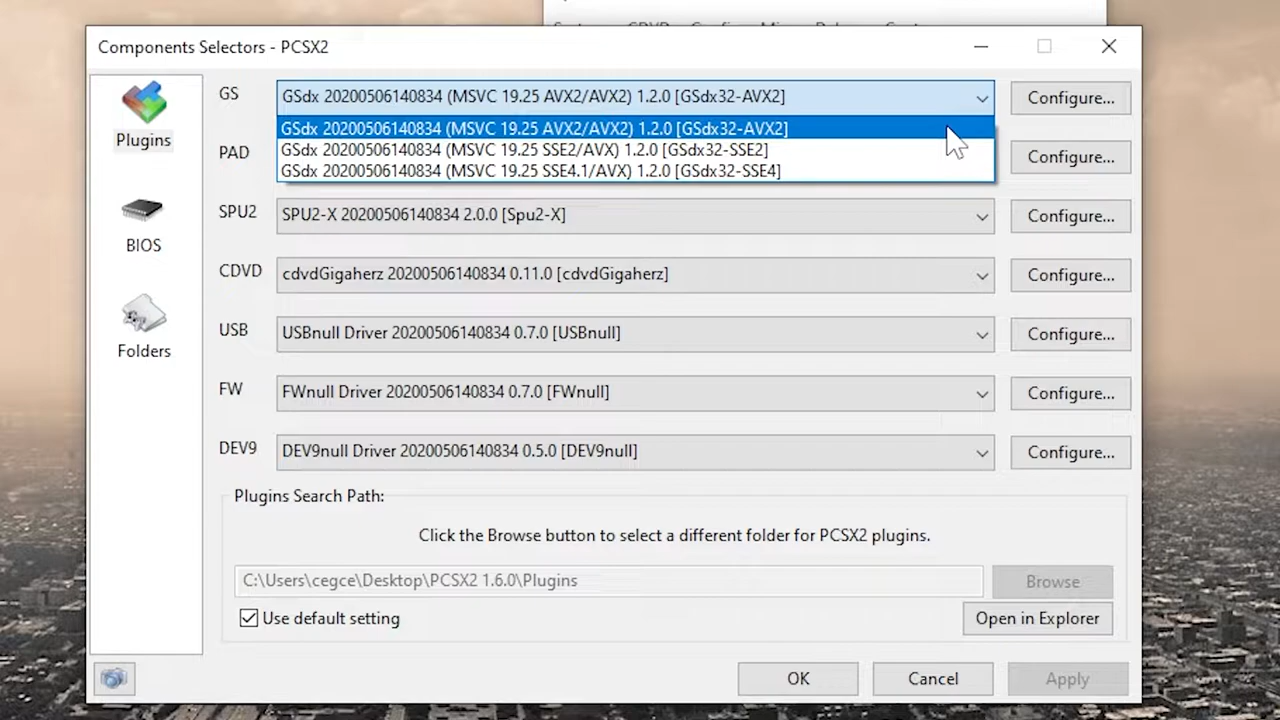 Components Selectors - PCSX2
Plugins
BIOS
Folders
GS
GSdx 20200506140834 (MSVC 19.25 AVX2/AVX2) 1.2.0 [GSdx32-AVX2]
Configure...
GSdx 20200506140834 (MSVC 19.25 AVX2/AVX2) 1.2.0 [GSdx32-AVX2]
GSdx 20200506140834 (MSVC 19.25 SSE2/AVX) 1.2.0 [GSdx32-SSE2]
GSdx 20200506140834 (MSVC 19.25 SSE4.1/AVX) 1.2.0 [GSdx32-SSE4]
PAD
Configure...
SPU2
SPU2-X 20200506140834 2.0.0 [Spu2-X]
Configure...
CDVD
cdvdGigaherz 20200506140834 0.11.0 [cdvdGigaherz]
Configure...
USB
USBnull Driver 20200506140834 0.7.0 [USBnull]
Configure...
FW
FWnull Driver 20200506140834 0.7.0 [FWnull]
Configure...
DEV9
DEV9null Driver 20200506140834 0.5.0 [DEV9null]
Configure...
Plugins Search Path:
Click the Browse button to select a different folder for PCSX2 plugins.
C:\Users\cegce\Desktop\PCSX2 1.6.0\Plugins
Browse
Use default setting
Open in Explorer
OK
Cancel
Apply